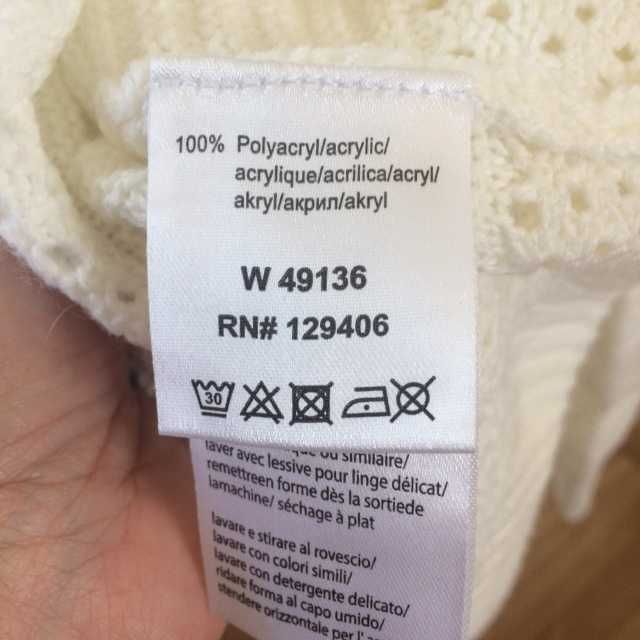 100% Polyacryl/acrylic/
acrylique/acrilica/acryl/
akryl/акрил/akryl
W 49136
RN# 129406
30
ou similaire/
laver avec lessive pour linge délicat/
remettreen forme dès la sortiede
lamachine/ séchage à plat
lavare e stirare al rovescio/
lavare con colori simili/
lavare con detergente delicato/
ridare forma al capo umido/
stendere orizzontale per l'